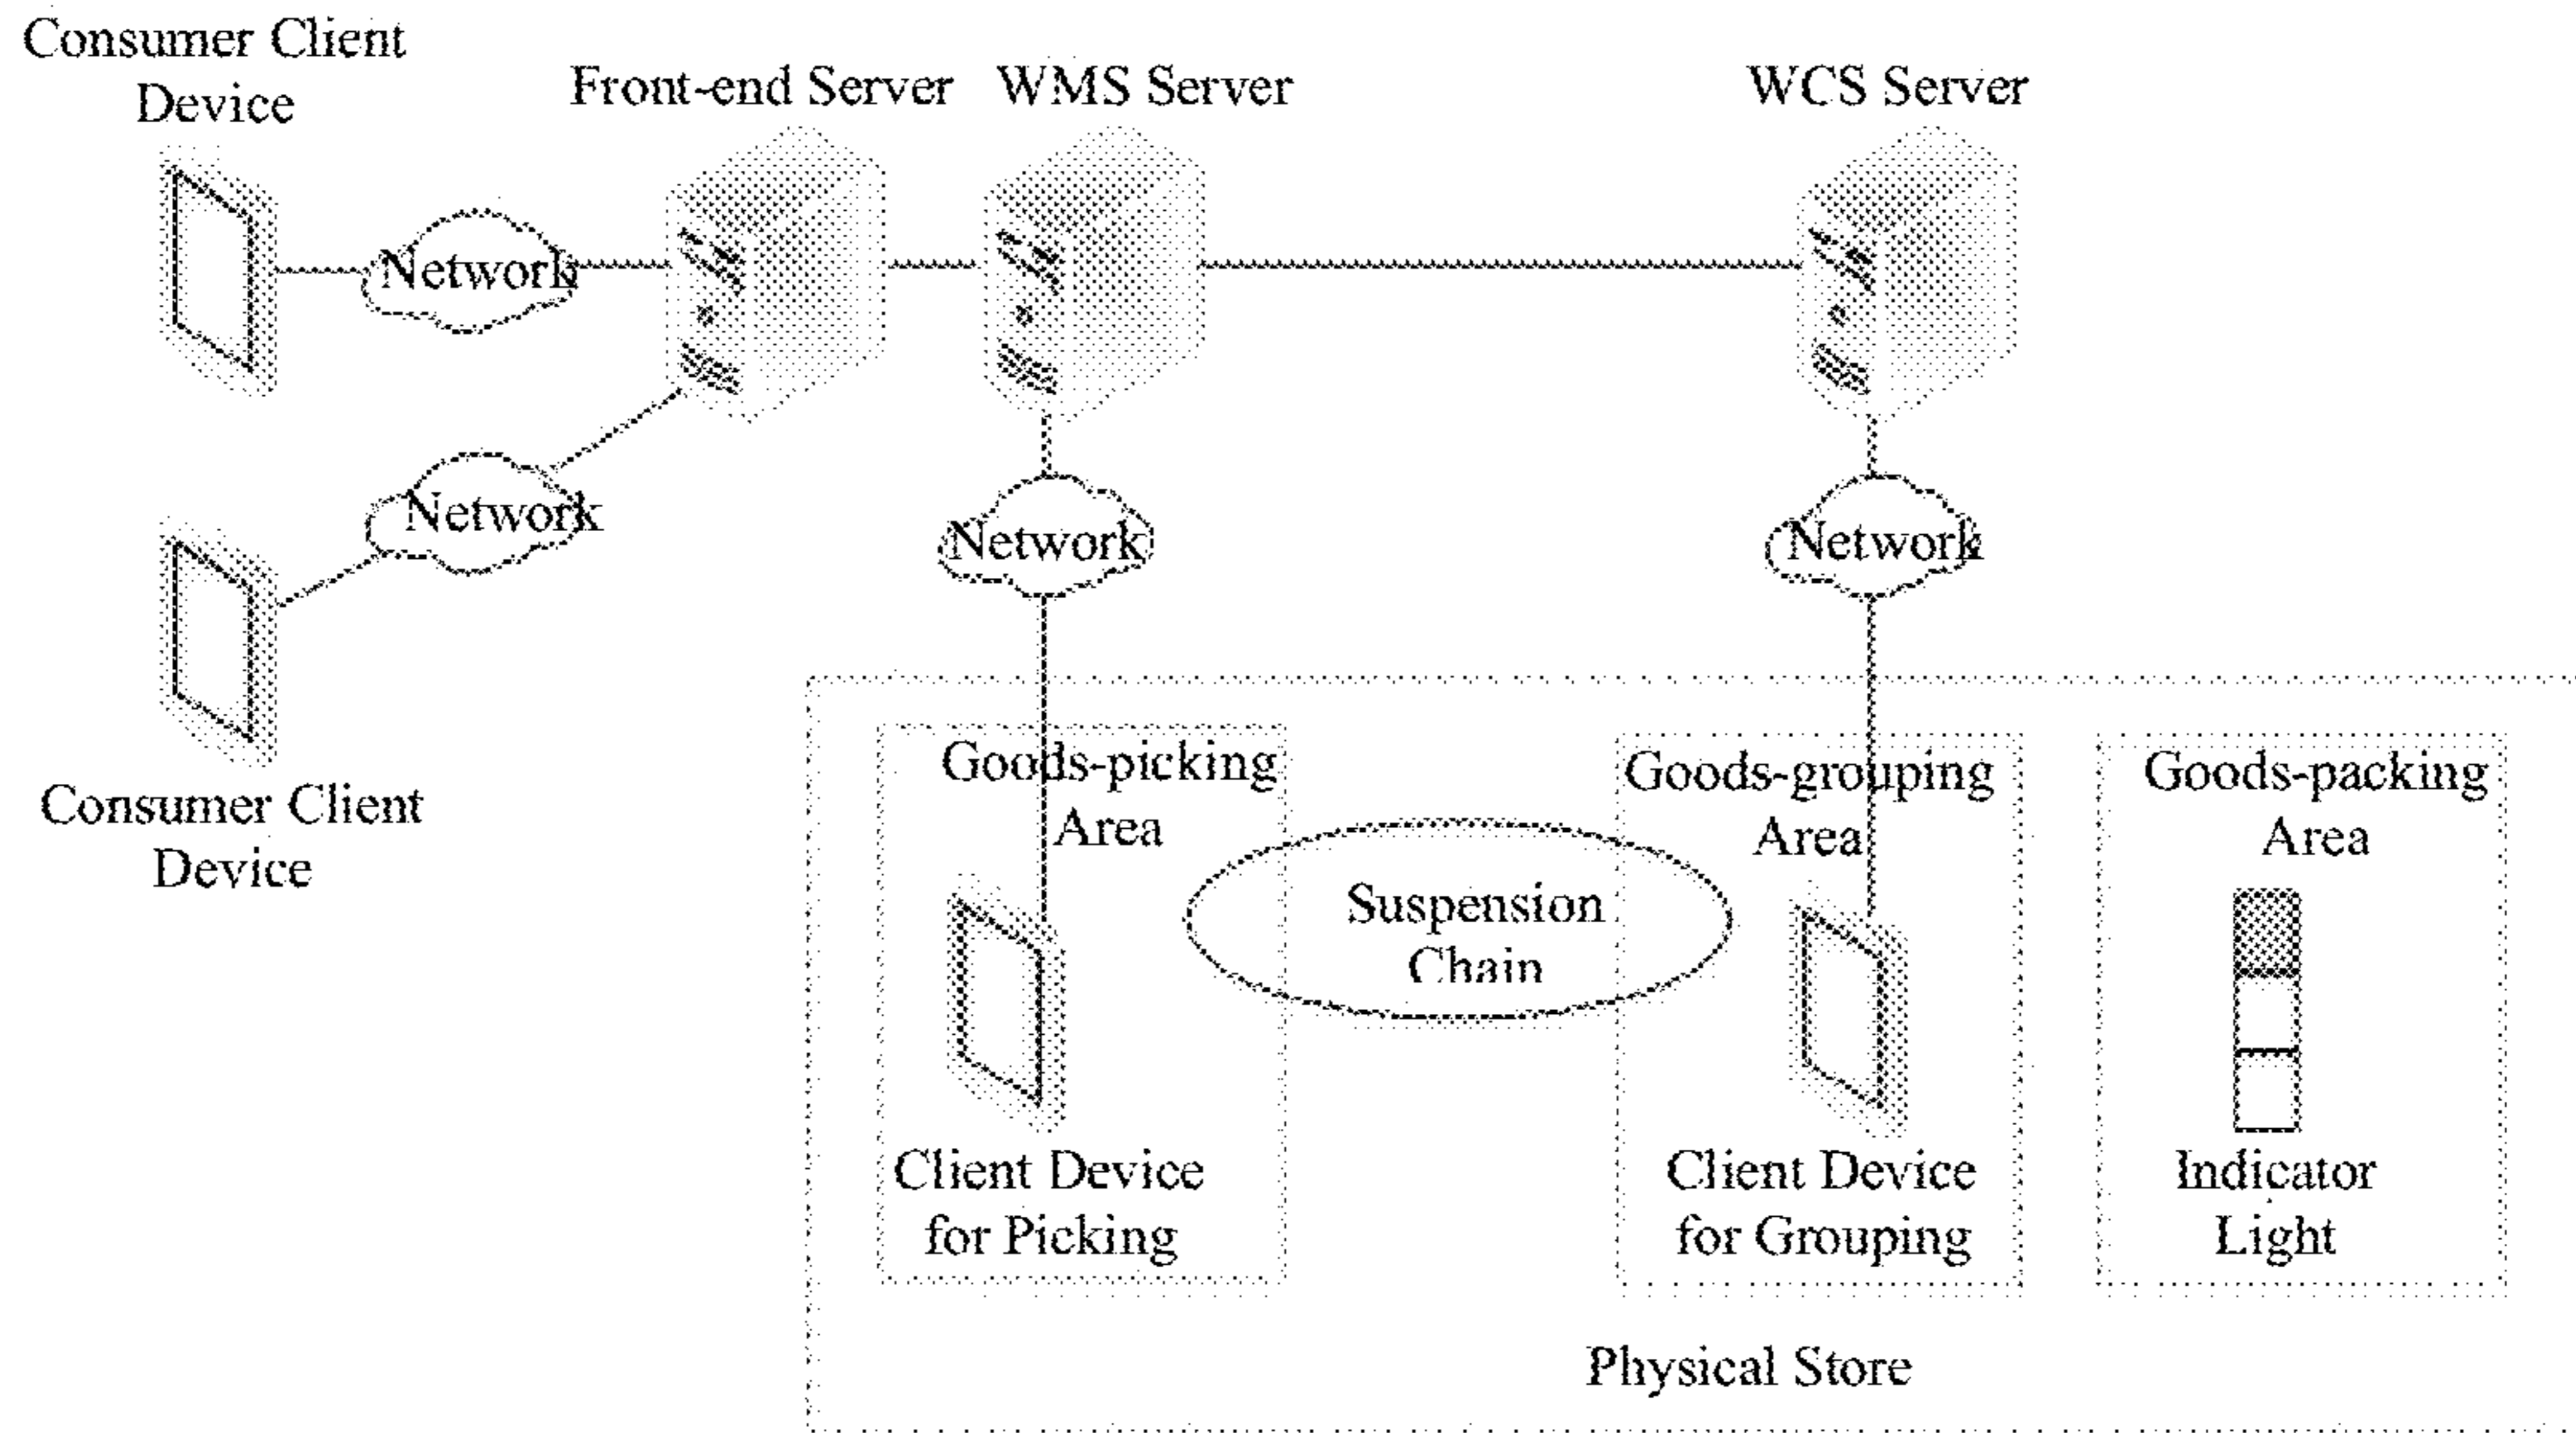 Consumer Client
Device
Front-end Server
WMS Server
WCS Server
Network
Network
Network
Network
Consumer Client
Device
Goods-picking
Area
Goods-grouping
Area
Goods-packing
Area
Suspension
Chain
Client Device
for Picking
Client Device
for Grouping
Indicator
Light
Physical Store